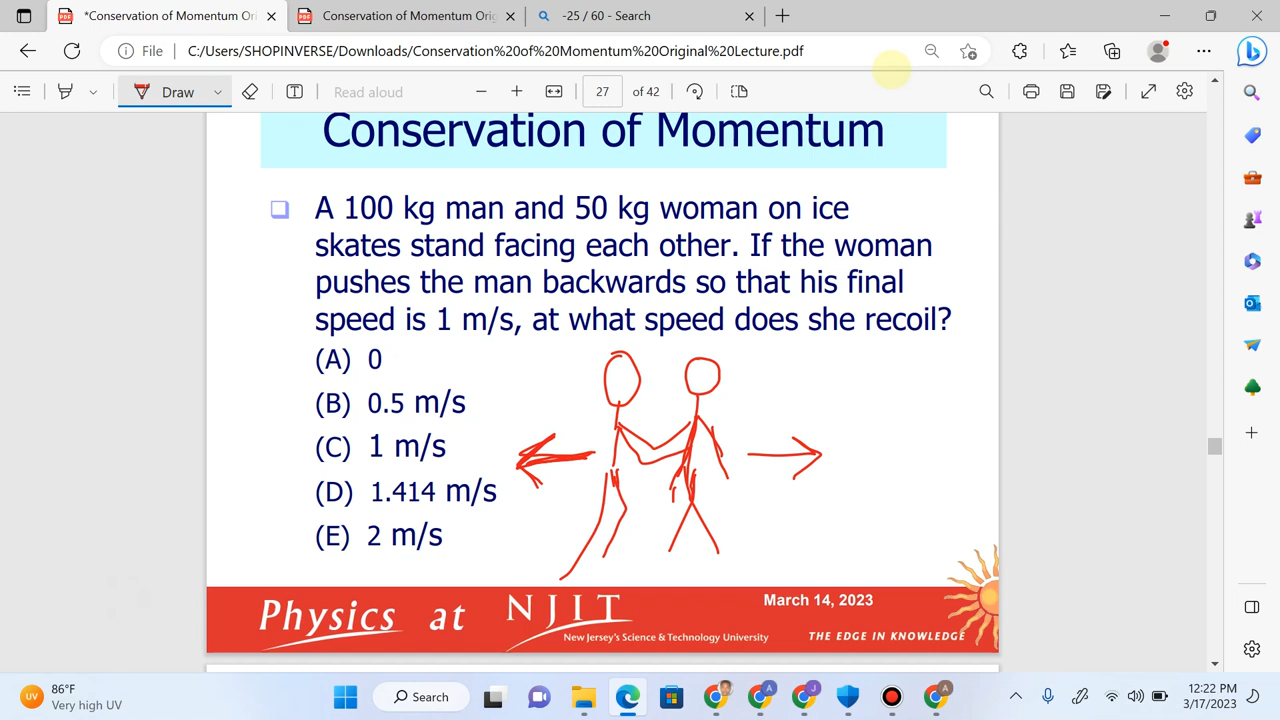 *Conservation of Momentum Ori
Conservation of Momentum Ori
-25 / 60 - Search
File
C:/Users/SHOPINVERSE/Downloads/Conservation%20of%20Momentum%20Original%20Lecture.pdf
Draw
Read aloud
27 of 42
Conservation of Momentum
A 100 kg man and 50 kg woman on ice
skates stand facing each other. If the woman
pushes the man backwards so that his final
speed is 1 m/s, at what speed does she recoil?
(A) 0
(B) 0.5 m/s
(C) 1 m/s
(D) 1.414 m/s
(E) 2 m/s
Physics at NJIT
New Jersey's Science & Technology University
March 14, 2023
THE EDGE IN KNOWLEDGE
UV
86°F
Very high UV
Search
12:22 PM
3/17/2023